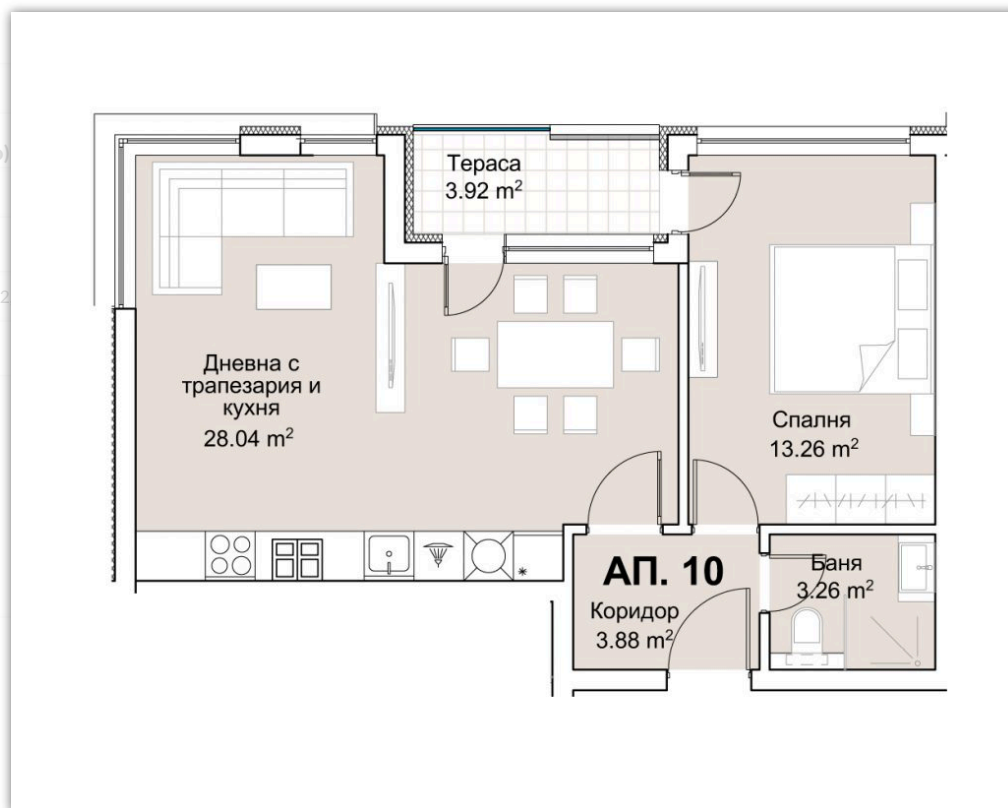 Тераса
3.92 m²
Дневна с
трапезария и
кухня
28.04 m²
Спалня
13.26 m²
АП. 10
Коридор
3.88 m²
Баня
3.26 m²